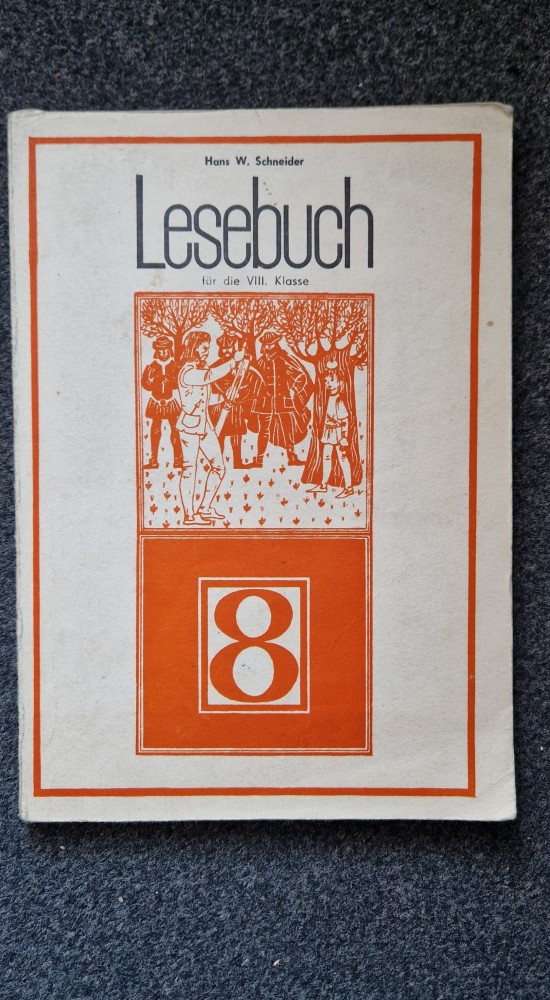 Hans W. Schneider
Lesebuch
für die VIII. Klasse
8